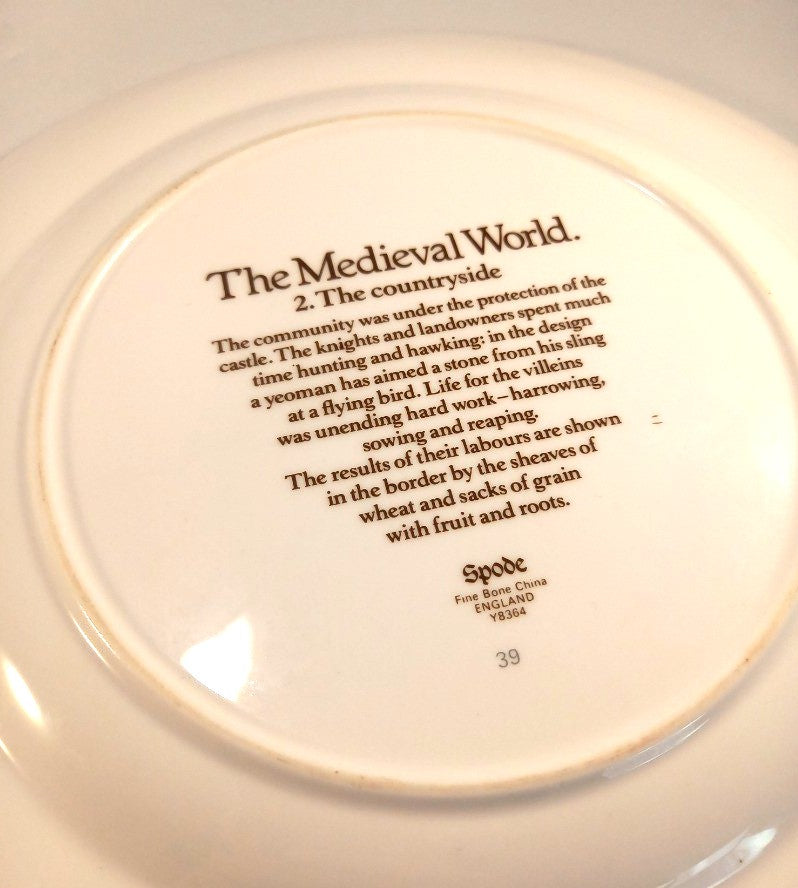 The Medieval World.
2. The countryside
The community was under the protection of the
castle. The knights and landowners spent much
time hunting and hawking: in the design
a yeoman has aimed a stone from his sling
at a flying bird. Life for the villeins
was unending hard work–harrowing,
sowing and reaping.
The results of their labours are shown
in the border by the sheaves of
wheat and sacks of grain
with fruit and roots.
Spode
Fine Bone China
ENGLAND
Y8364
39